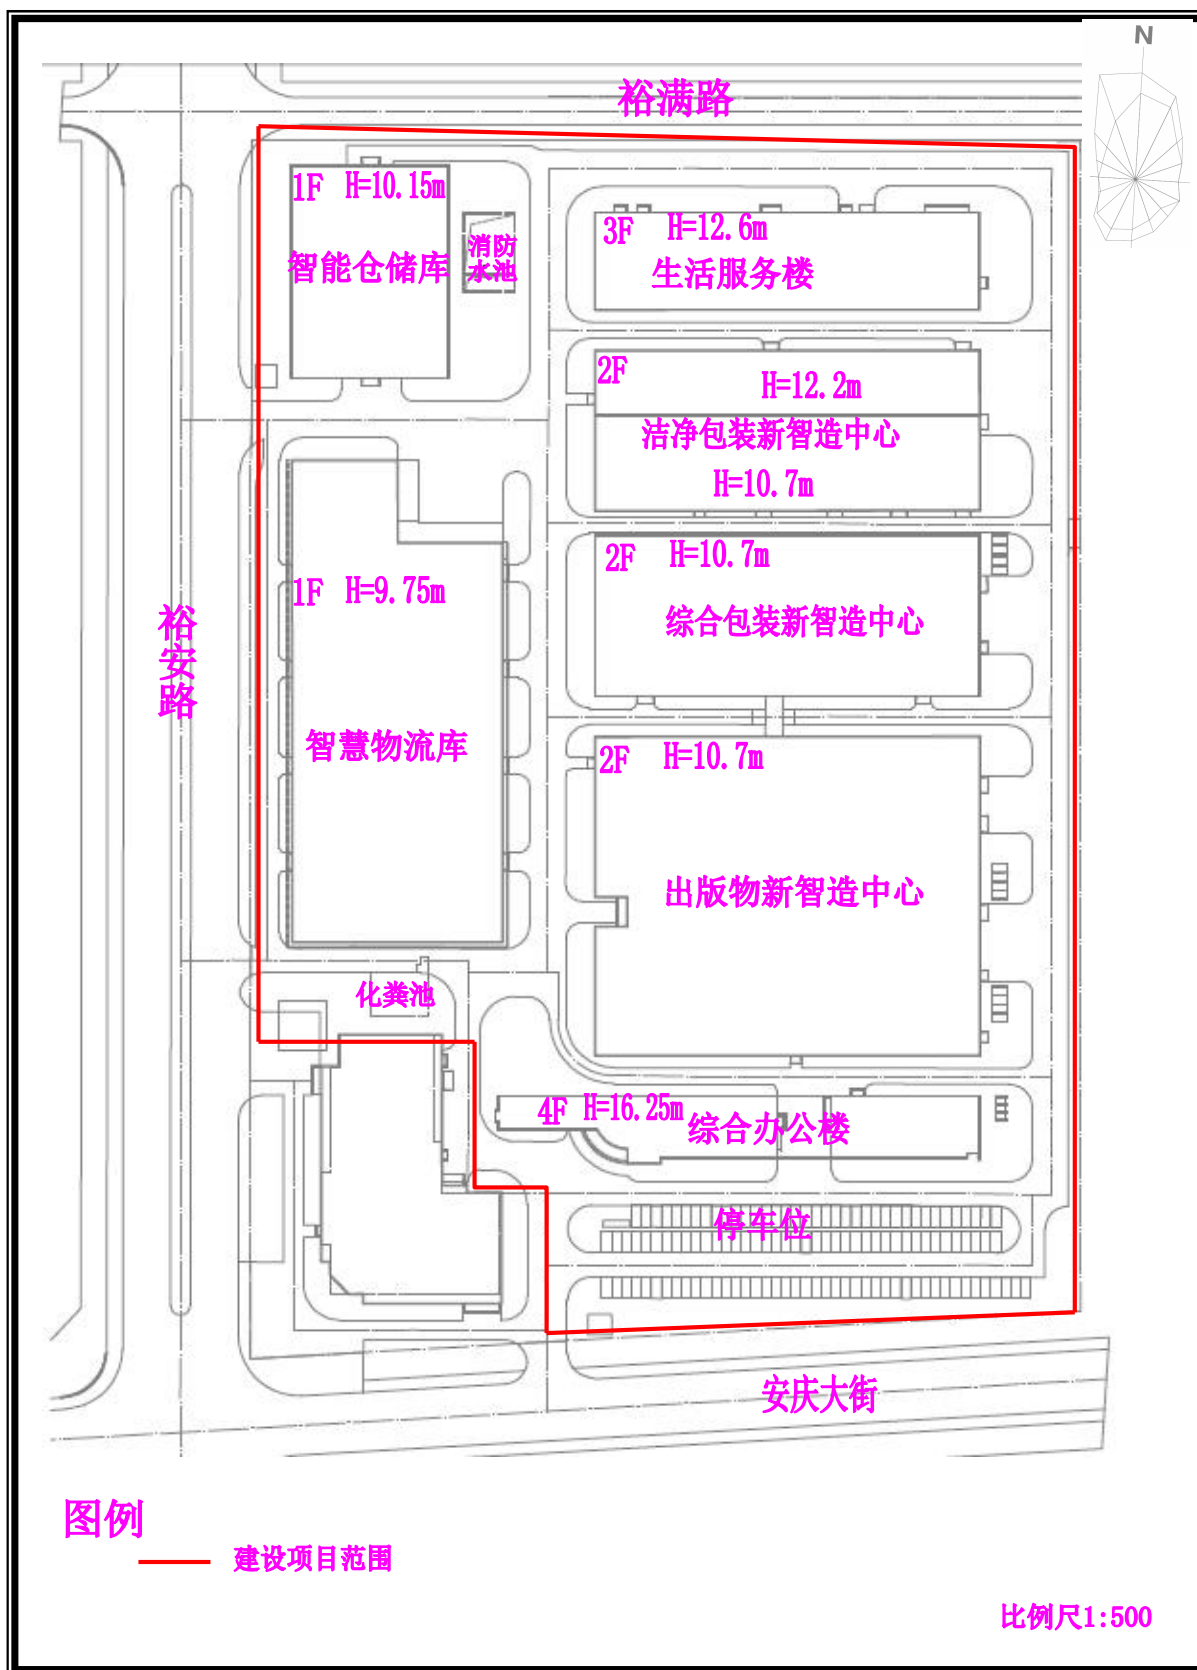 N
裕满路
1F H=10.15m
智能仓储库
消防
水池
3F H=12.6m
生活服务楼
2F
H=12.2m
洁净包装新智造中心
H=10.7m
2F H=10.7m
综合包装新智造中心
1F H=9.75m
智慧物流库
裕安路
2F H=10.7m
出版物新智造中心
化粪池
4F H=16.25m
综合办公楼
停车位
安庆大街
图例
建设项目范围
比例尺1:500